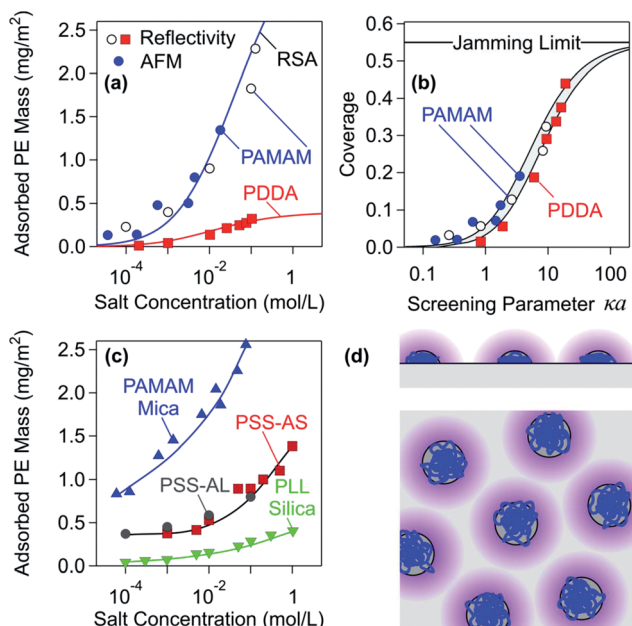 Adsorbed PE Mass (mg/m²)
2.5
2.0
1.5
1.0
0.5
0.0
Reflectivity
AFM
RSA
(a)
PAMAM
PDDA
10⁻⁴
10⁻²
1
Salt Concentration (mol/L)
Coverage
0.6
0.5
0.4
0.3
0.2
0.1
0.0
Jamming Limit
(b)
PAMAM
PDDA
0.1
1
10
100
Screening Parameter κa
Adsorbed PE Mass (mg/m²)
2.5
2.0
1.5
1.0
0.5
0.0
(c)
PAMAM
Mica
PSS-AS
PSS-AL
PLL
Silica
10⁻⁴
10⁻²
1
Salt Concentration (mol/L)
(d)